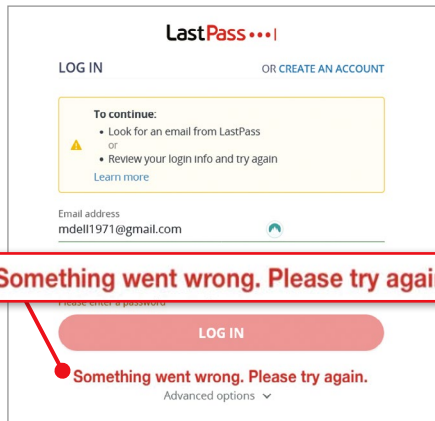 LastPass
LOG IN
OR CREATE AN ACCOUNT
To continue:
• Look for an email from LastPass
or
• Review your login info and try again
Learn more
Email address
mdell1971@gmail.com
Something went wrong. Please try again
Please enter a password
LOG IN
Something went wrong. Please try again.
Advanced options